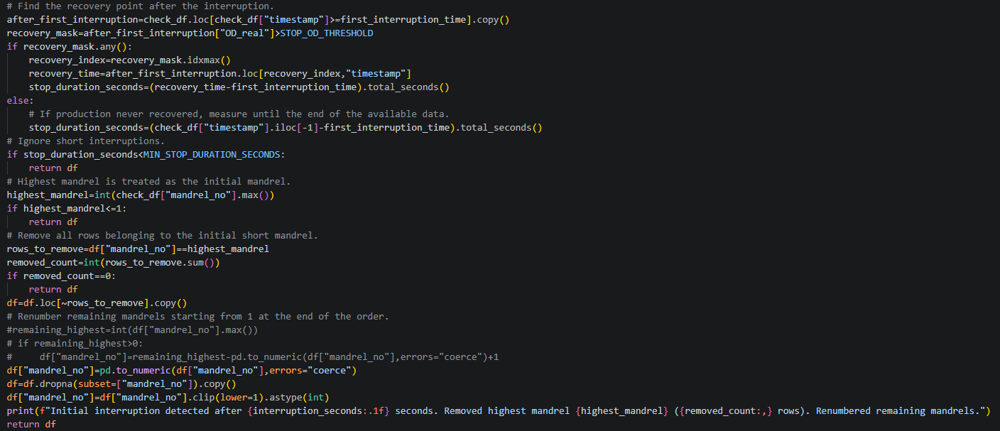 # Find the recovery point after the interruption.
after_first_interruption=check_df.loc[check_df["timestamp"]>=first_interruption_time].copy()
recovery_mask=after_first_interruption["OD_real"]>STOP_OD_THRESHOLD
if recovery_mask.any():
    recovery_index=recovery_mask.idxmax()
    recovery_time=after_first_interruption.loc[recovery_index,"timestamp"]
    stop_duration_seconds=(recovery_time-first_interruption_time).total_seconds()
else:
    # If production never recovered, measure until the end of the available data.
    stop_duration_seconds=(check_df["timestamp"].iloc[-1]-first_interruption_time).total_seconds()
# Ignore short interruptions.
if stop_duration_seconds<MIN_STOP_DURATION_SECONDS:
    return df
# Highest mandrel is treated as the initial mandrel.
highest_mandrel=int(check_df["mandrel_no"].max())
if highest_mandrel<=1:
    return df
# Remove all rows belonging to the initial short mandrel.
rows_to_remove=df["mandrel_no"]==highest_mandrel
removed_count=int(rows_to_remove.sum())
if removed_count==0:
    return df
df=df.loc[~rows_to_remove].copy()
# Renumber remaining mandrels starting from 1 at the end of the order.
#remaining_highest=int(df["mandrel_no"].max())
# if remaining_highest>0:
#     df["mandrel_no"]=remaining_highest-pd.to_numeric(df["mandrel_no"],errors="coerce")+1
df["mandrel_no"]=pd.to_numeric(df["mandrel_no"],errors="coerce")
df=df.dropna(subset=["mandrel_no"]).copy()
df["mandrel_no"]=df["mandrel_no"].clip(lower=1).astype(int)
print(f"Initial interruption detected after {interruption_seconds:.1f} seconds. Removed highest mandrel {highest_mandrel} ({removed_count:,} rows). Renumbered remaining mandrels.")
return df